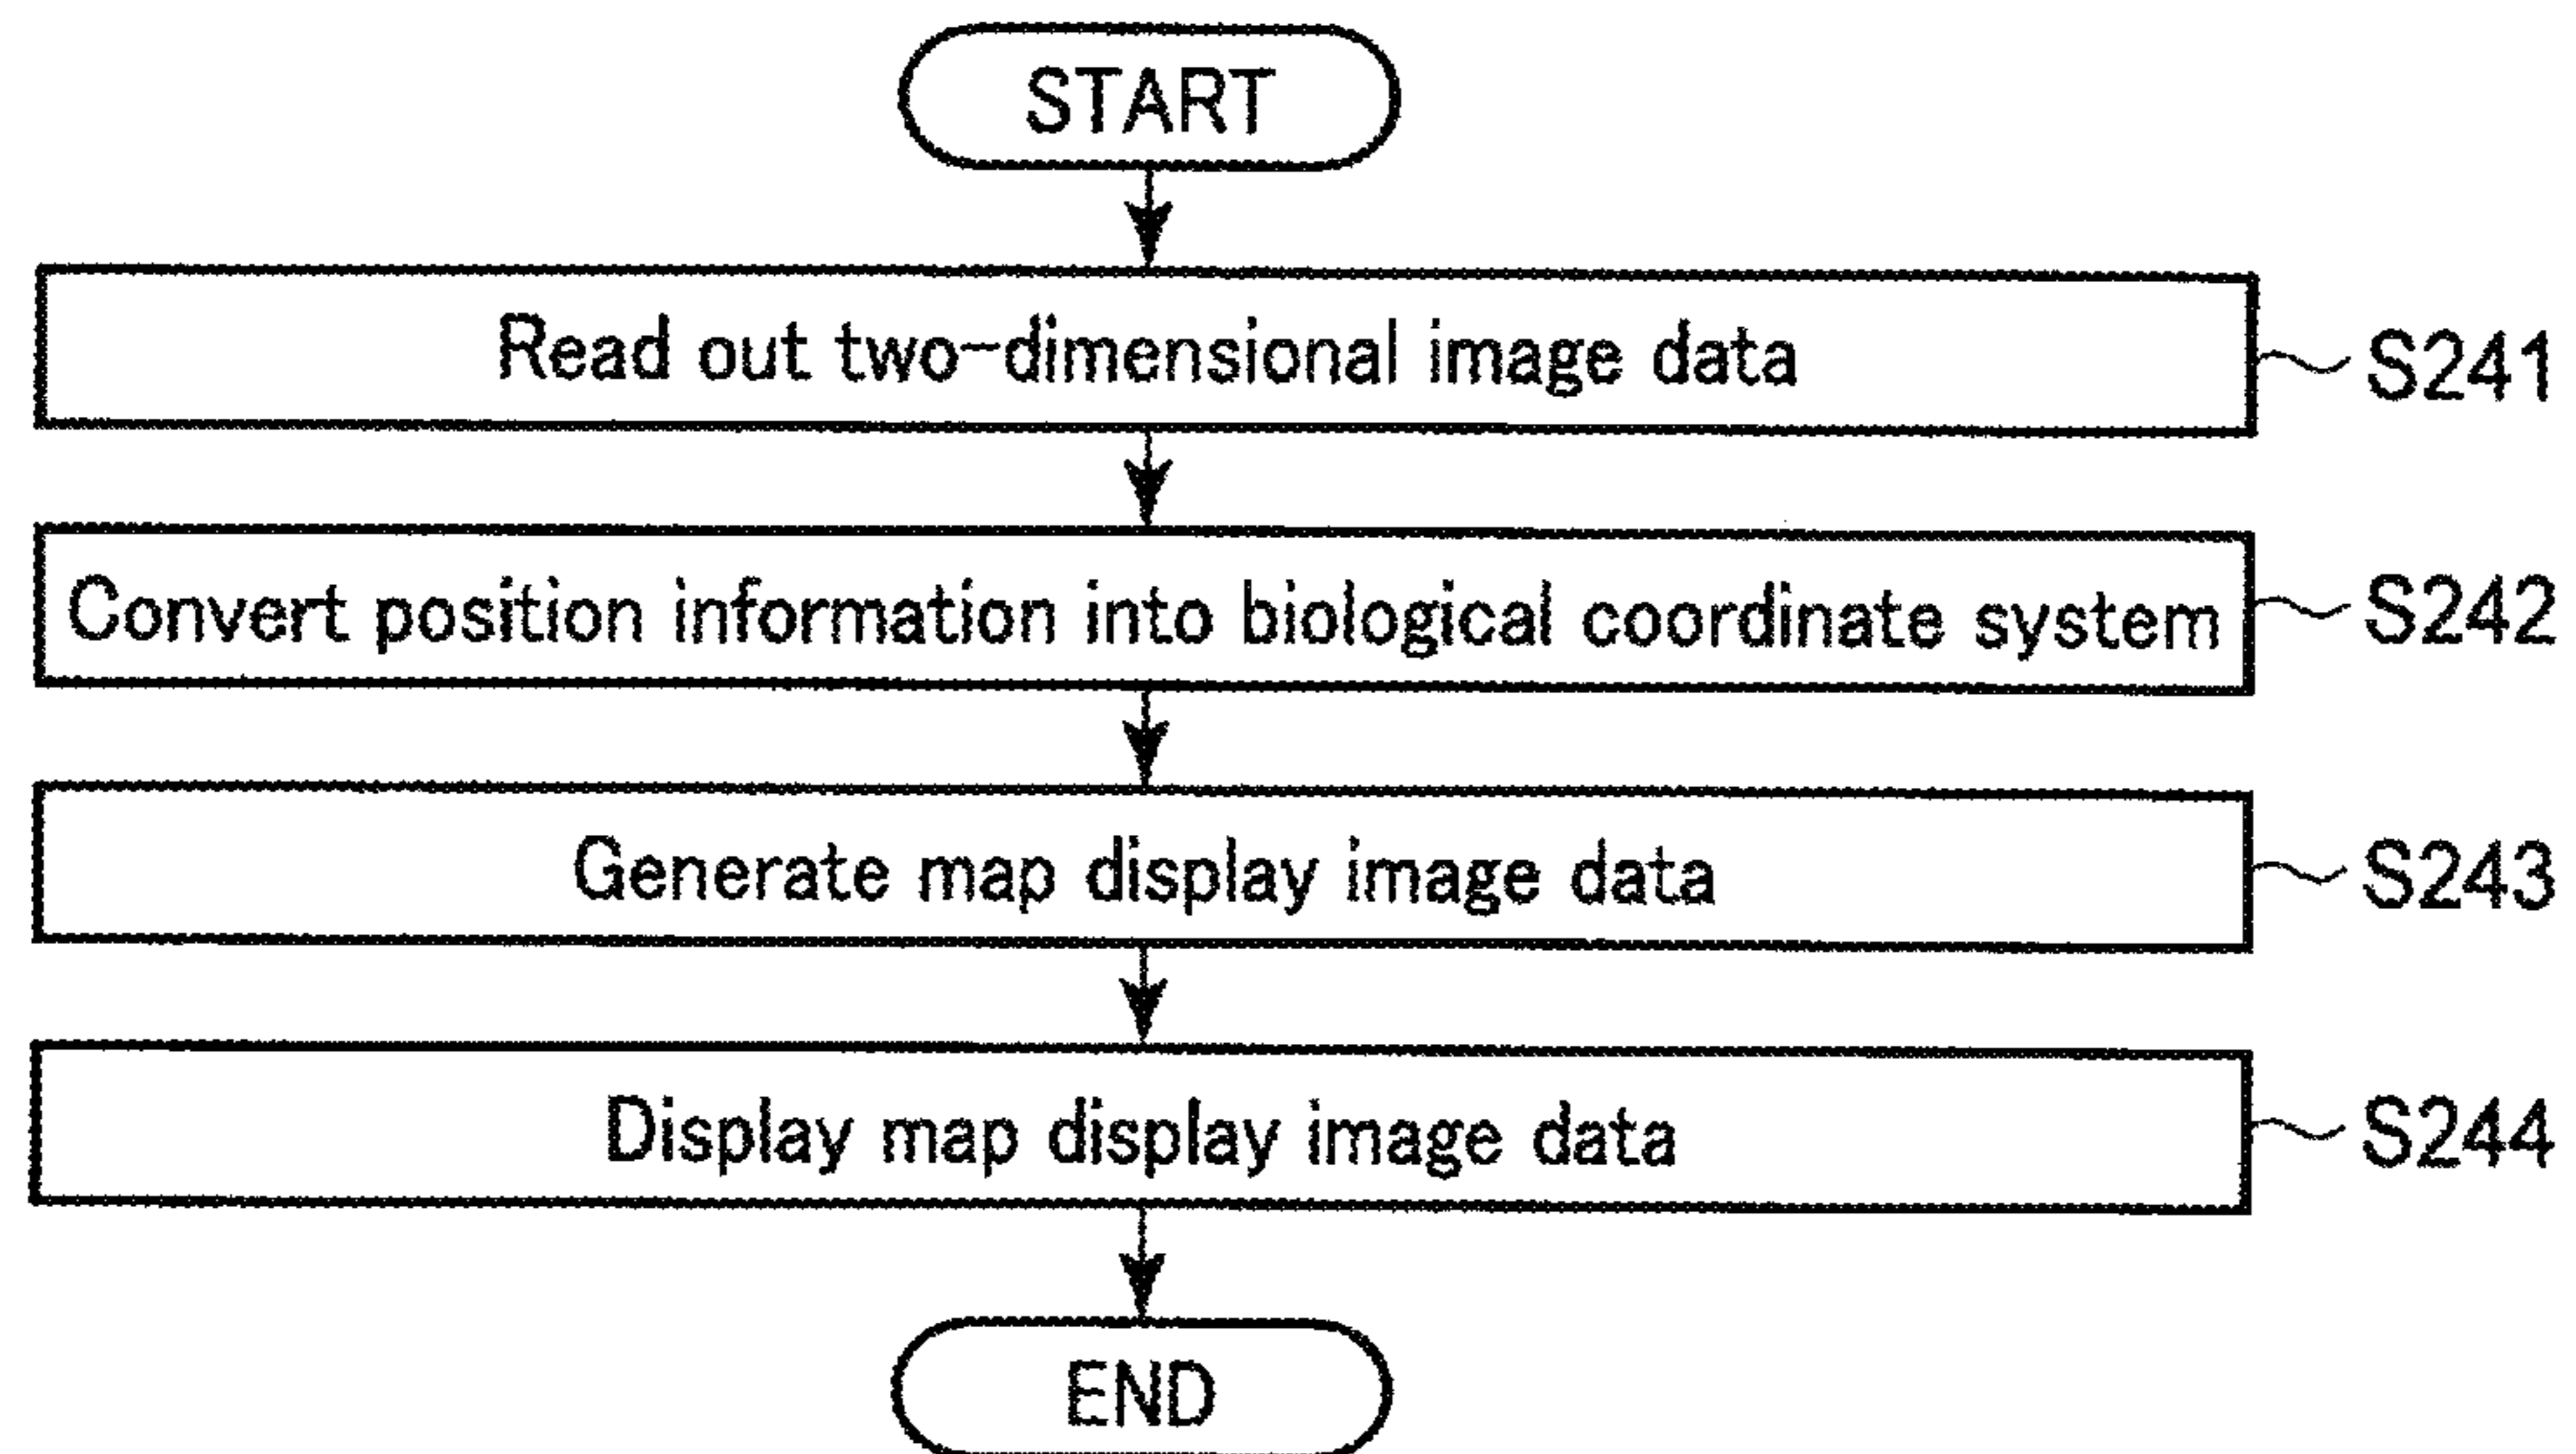 START
Read out two-dimensional image data
S241
Convert position information into biological coordinate system
S242
Generate map display image data
S243
Display map display image data
S244
END